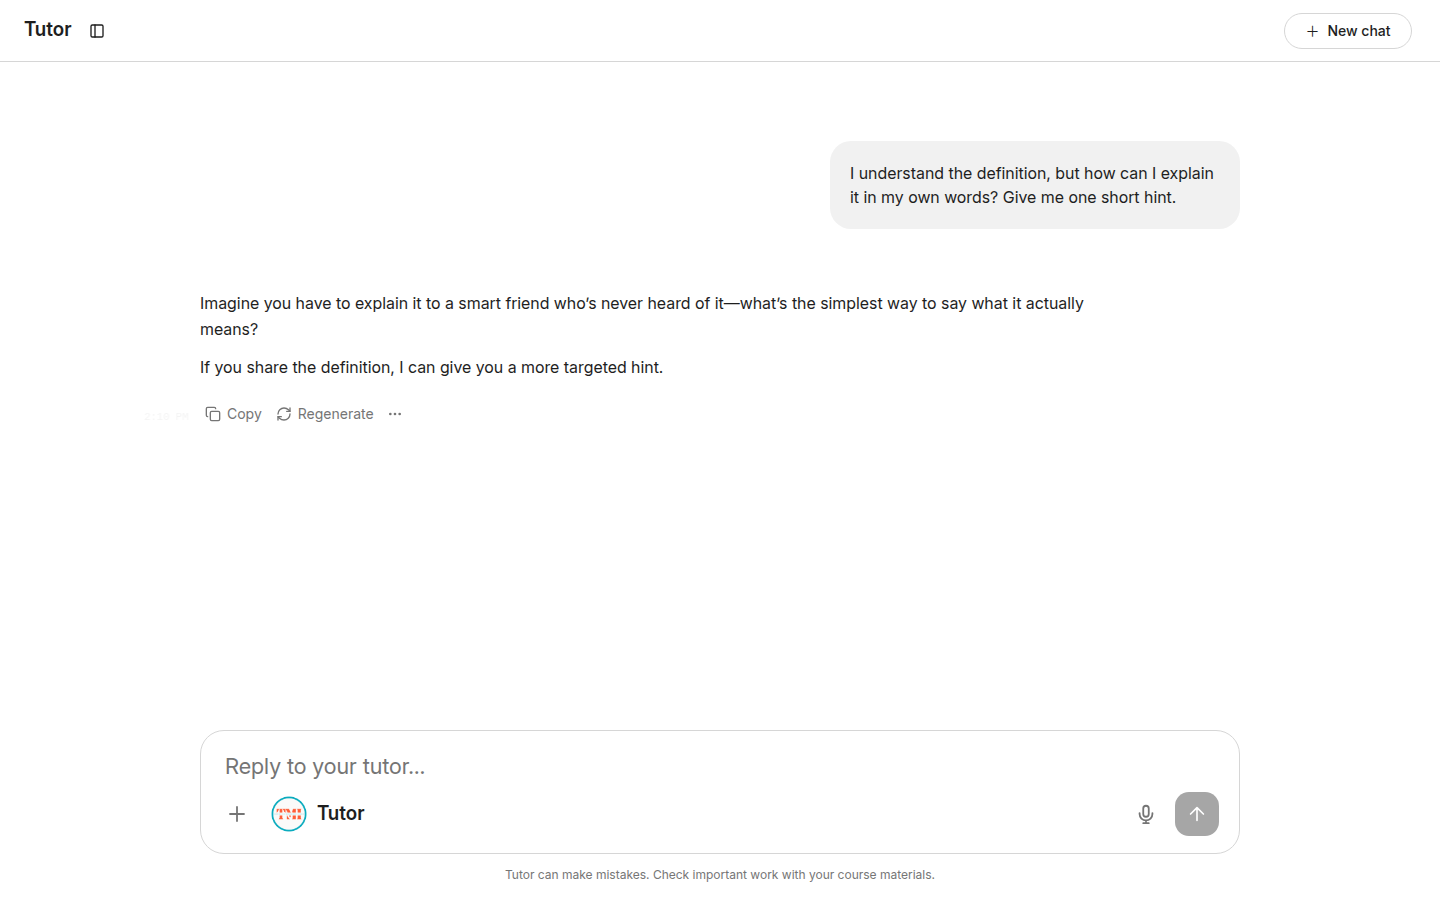 Tutor
New chat
I understand the definition, but how can I explain
it in my own words? Give me one short hint.
Imagine you have to explain it to a smart friend who’s never heard of it—what’s the simplest way to say what it actually
means?
If you share the definition, I can give you a more targeted hint.
Copy Regenerate
Reply to your tutor...
Tutor
Tutor can make mistakes. Check important work with your course materials.